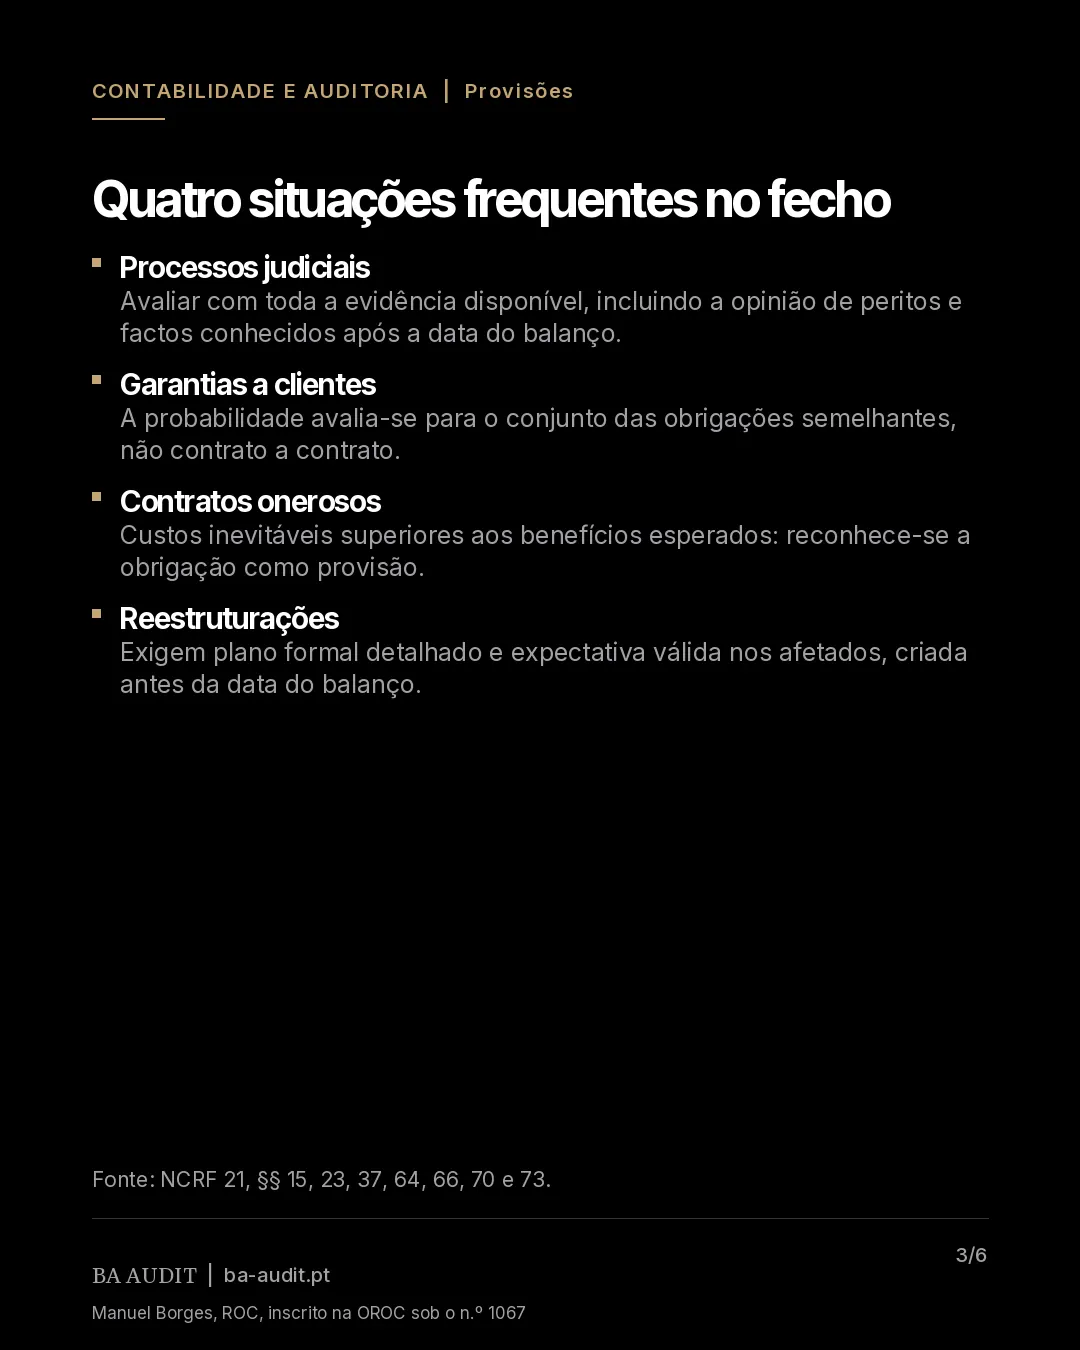 CONTABILIDADE E AUDITORIA | Provisões
Quatro situações frequentes no fecho
Processos judiciais
Avaliar com toda a evidência disponível, incluindo a opinião de peritos e
factos conhecidos após a data do balanço.
Garantias a clientes
A probabilidade avalia-se para o conjunto das obrigações semelhantes,
não contrato a contrato.
Contratos onerosos
Custos inevitáveis superiores aos benefícios esperados: reconhece-se a
obrigação como provisão.
Reestruturações
Exigem plano formal detalhado e expectativa válida nos afetados, criada
antes da data do balanço.
Fonte: NCRF 21, §§ 15, 23, 37, 64, 66, 70 e 73.
3/6
BA AUDIT | ba-audit.pt
Manuel Borges, ROC, inscrito na OROC sob o n.º 1067